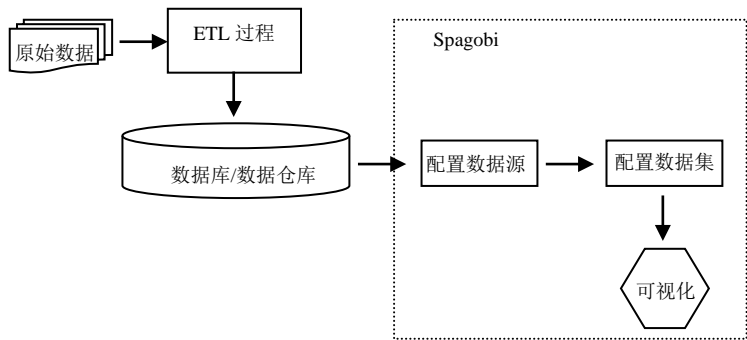 原始数据
ETL 过程
Spagobi
数据库/数据仓库
配置数据源
配置数据集
可视化